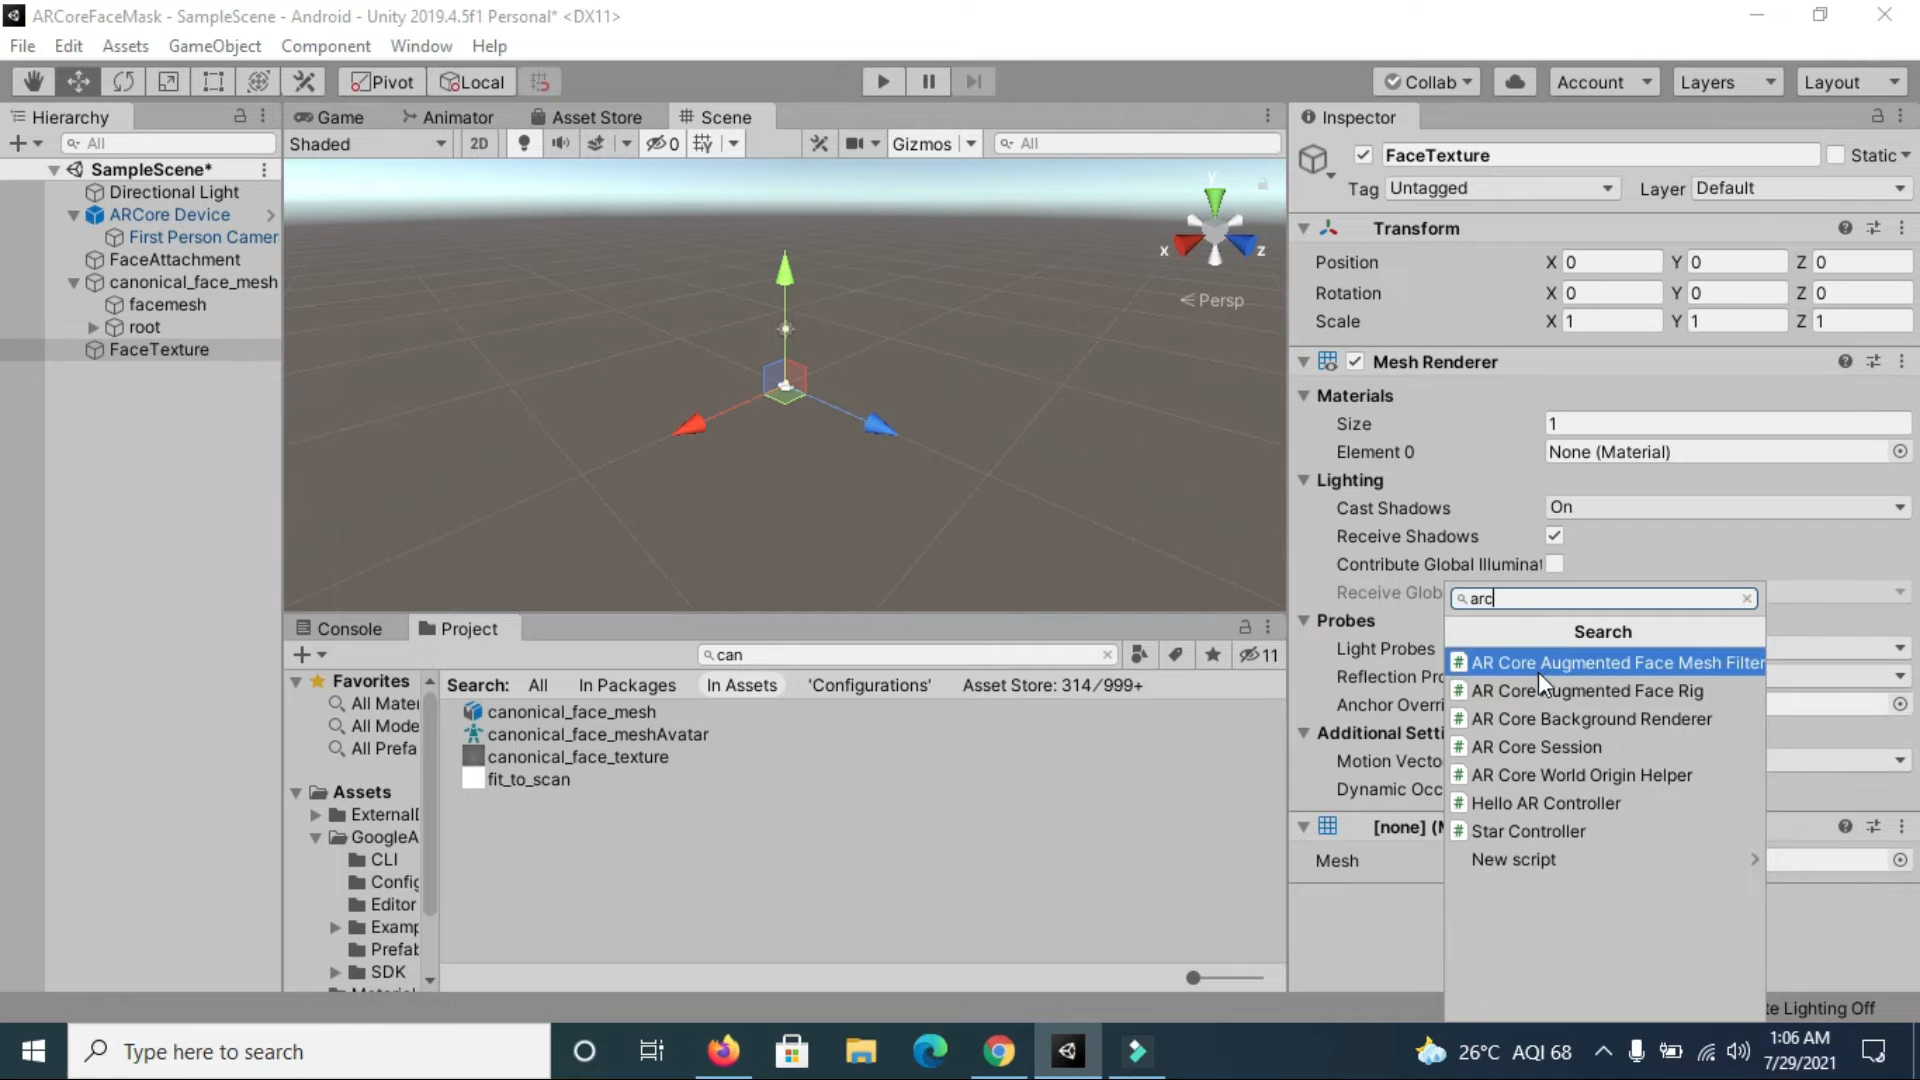 ARCoreFaceMask - SampleScene - Android - Unity 2019.4.5f1 Personal* <DX11>
File Edit Assets GameObject Component Window Help
Pivot Local Collab Account Layers Layout
Hierarchy
All
SampleScene*
Directional Light
ARCore Device
First Person Camer
FaceAttachment
canonical_face_mesh
facemesh
root
FaceTexture
Game Animator Asset Store Scene
Shaded 2D 0 Gizmos All
y
x z
Persp
Console Project
can 11
Favorites
All Mater
All Mode
All Prefa
Assets
External
GoogleA
CLI
Config
Editor
Examp
Prefab
SDK
Search: All In Packages In Assets 'Configurations' Asset Store: 314/999+
canonical_face_mesh
canonical_face_meshAvatar
canonical_face_texture
fit_to_scan
Inspector
FaceTexture Static
Tag Untagged Layer Default
Transform
Position X 0 Y 0 Z 0
Rotation X 0 Y 0 Z 0
Scale X 1 Y 1 Z 1
Mesh Renderer
Materials
Size 1
Element 0 None (Material)
Lighting
Cast Shadows On
Receive Shadows
Contribute Global Illumina
Receive Glob
Probes
Light Probes
Reflection Pro
Anchor Overri
Additional Setti
Motion Vecto
Dynamic Occ
[none] (M
Mesh
arc
Search
AR Core Augmented Face Mesh Filter
AR Core Augmented Face Rig
AR Core Background Renderer
AR Core Session
AR Core World Origin Helper
Hello AR Controller
Star Controller
New script
te Lighting Off
Type here to search
26°C AQI 68
1:06 AM
7/29/2021